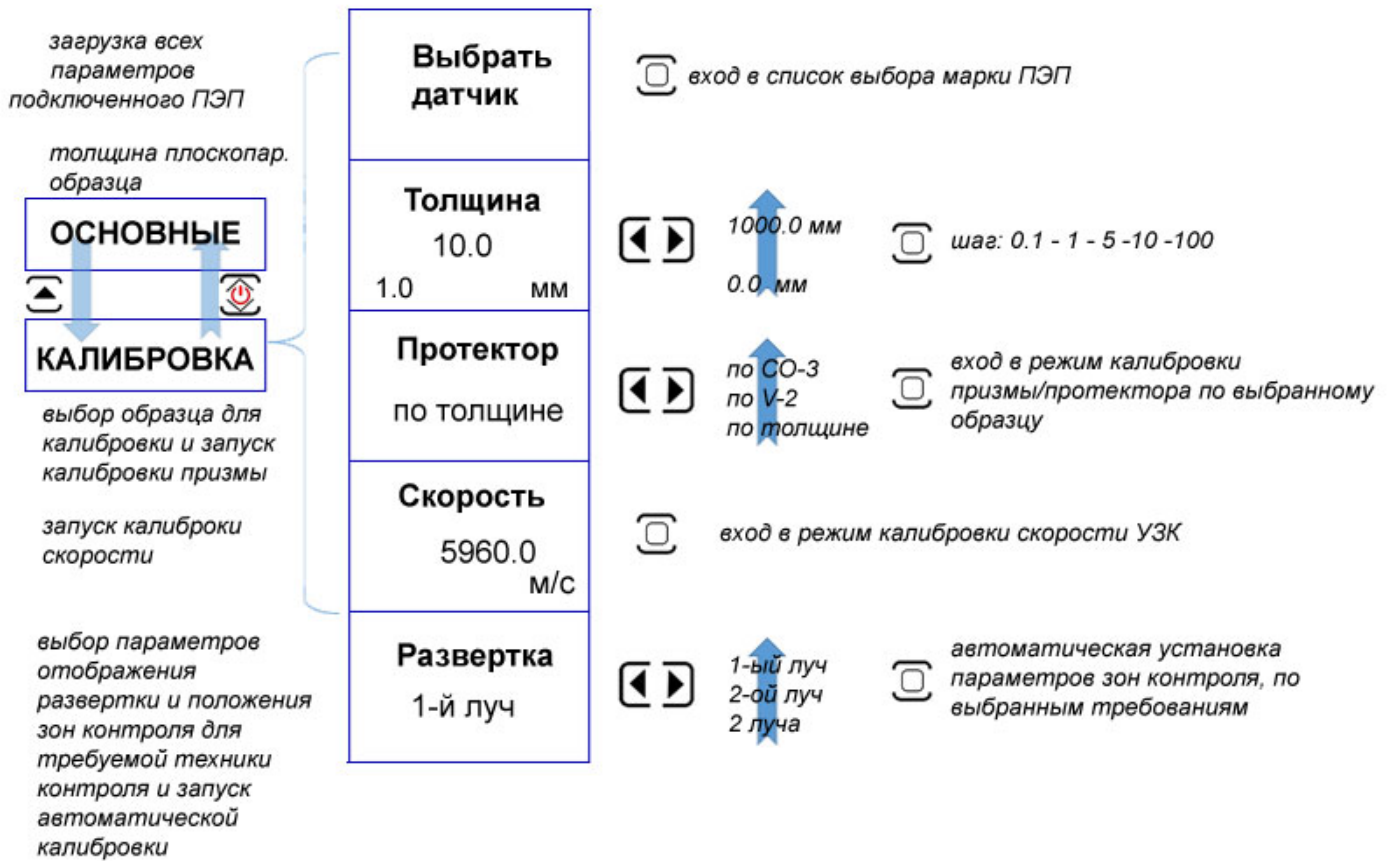 загрузка всех
параметров
подключенного ПЭП
толщина плоскопар.
образца
ОСНОВНЫЕ
КАЛИБРОВКА
выбор образца для
калибровки и запуск
калибровки призмы
запуск калиброки
скорости
выбор параметров
отображения
развертки и положения
зон контроля для
требуемой техники
контроля и запуск
автоматической
калибровки
Выбрать
датчик
вход в список выбора марки ПЭП
Толщина
10.0
1.0 мм
1000.0 мм
0.0 мм
шаг: 0.1 - 1 - 5 -10 -100
Протектор
по толщине
по СО-3
по V-2
по толщине
вход в режим калибровки
призмы/протектора по выбранному
образцу
Скорость
5960.0
м/с
вход в режим калибровки скорости УЗК
Развертка
1-й луч
1-ый луч
2-ой луч
2 луча
автоматическая установка
параметров зон контроля, по
выбранным требованиям